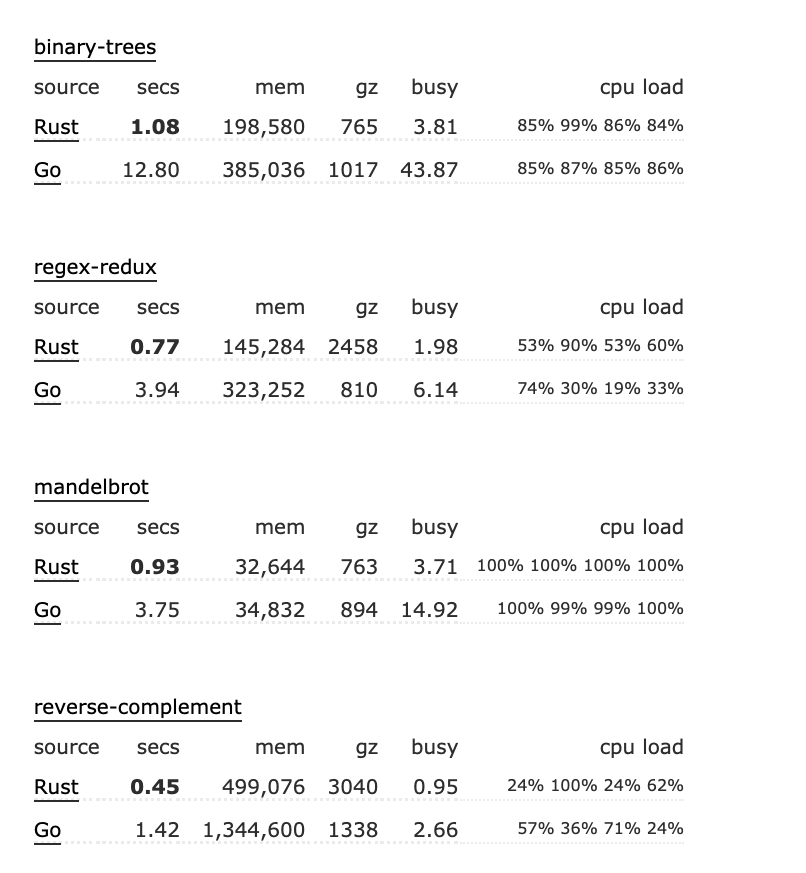 binary-trees
source secs mem gz busy cpu load
Rust 1.08 198,580 765 3.81 85% 99% 86% 84%
Go 12.80 385,036 1017 43.87 85% 87% 85% 86%
regex-redux
source secs mem gz busy cpu load
Rust 0.77 145,284 2458 1.98 53% 90% 53% 60%
Go 3.94 323,252 810 6.14 74% 30% 19% 33%
mandelbrot
source secs mem gz busy cpu load
Rust 0.93 32,644 763 3.71 100% 100% 100% 100%
Go 3.75 34,832 894 14.92 100% 99% 99% 100%
reverse-complement
source secs mem gz busy cpu load
Rust 0.45 499,076 3040 0.95 24% 100% 24% 62%
Go 1.42 1,344,600 1338 2.66 57% 36% 71% 24%